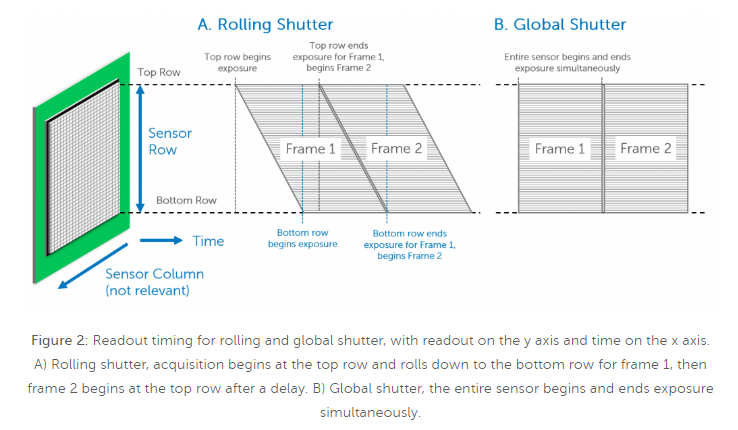 A. Rolling Shutter
B. Global Shutter
Top row begins
exposure
Top row ends
exposure for Frame 1,
begins Frame 2
Entire sensor begins and ends
exposure simultaneously
Top Row
Sensor
Row
Frame 1
Frame 2
Frame 1
Frame 2
Bottom Row
Time
Bottom row
begins exposure
Bottom row ends
exposure for Frame 1,
begins Frame 2
Sensor Column
(not relevant)
Figure 2: Readout timing for rolling and global shutter, with readout on the y axis and time on the x axis.
A) Rolling shutter, acquisition begins at the top row and rolls down to the bottom row for frame 1, then
frame 2 begins at the top row after a delay. B) Global shutter, the entire sensor begins and ends exposure
simultaneously.